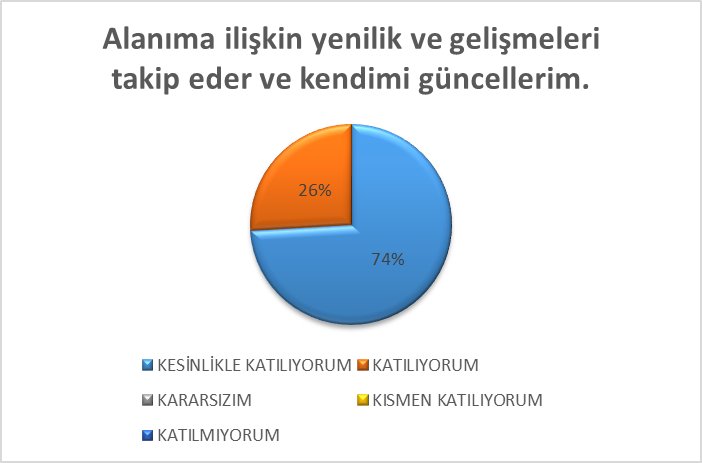 Alanıma ilişkin yenilik ve gelişmeleri
takip eder ve kendimi güncellerim.
26%
74%
KESİNLİKLE KATILIYORUM KATILIYORUM
KARARSIZIM KISMEN KATILIYORUM
KATILMIYORUM